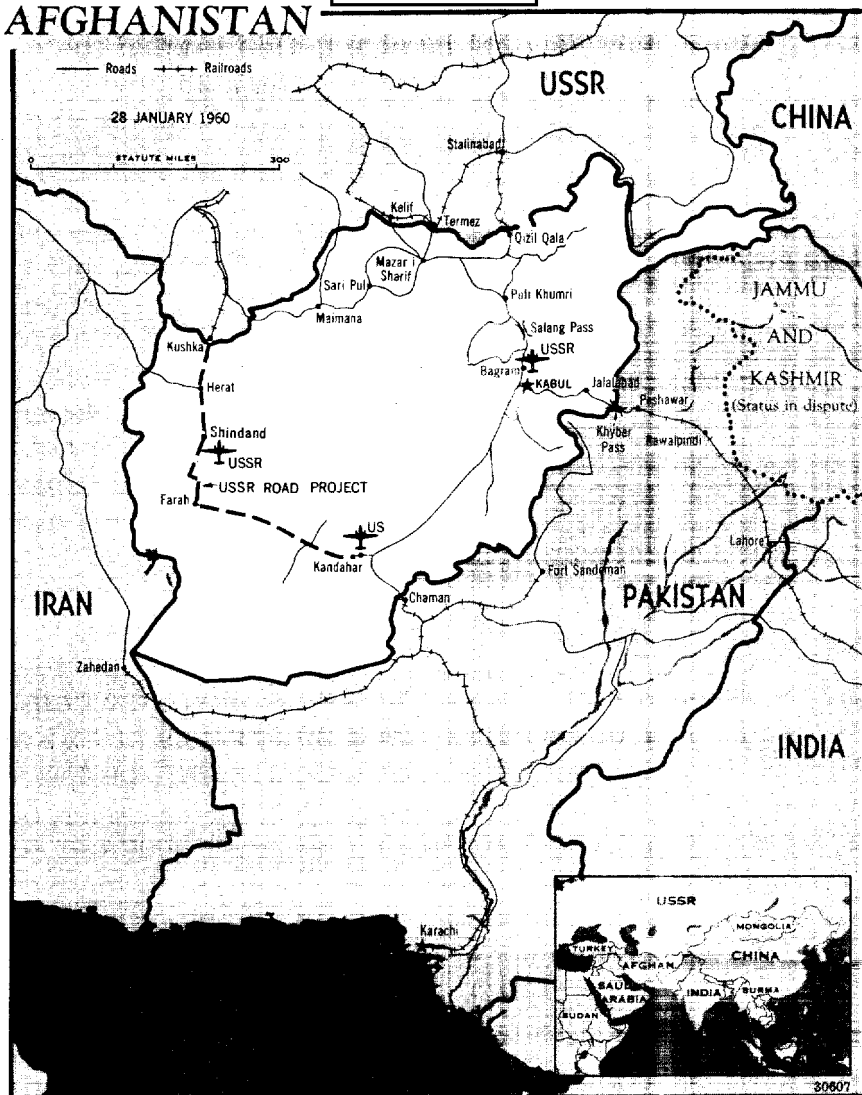 AFGHANISTAN
Roads Railroads
28 JANUARY 1960
0 STATUTE MILES 300
USSR
CHINA
Stalinabad
Kelif
Termez
Qizil Qala
Mazar i
Sharif
Sari Pul
Maimana
Puli Khumri
Salang Pass
USSR
Bagram
KABUL
Jalalabad
Peshawar
Khyber
Pass
Rawalpindi
JAMMU
AND
KASHMIR
(Status in dispute)
Kushka
Herat
Shindand
USSR
USSR ROAD PROJECT
Farah
US
Kandahar
Chaman
Fort Sandeman
Lahore
IRAN
PAKISTAN
Zahedan
INDIA
Karachi
USSR
MONGOLIA
TURKEY
CHINA
AFGHAN.
SAUDI
ARABIA
INDIA
BURMA
SUDAN
30607